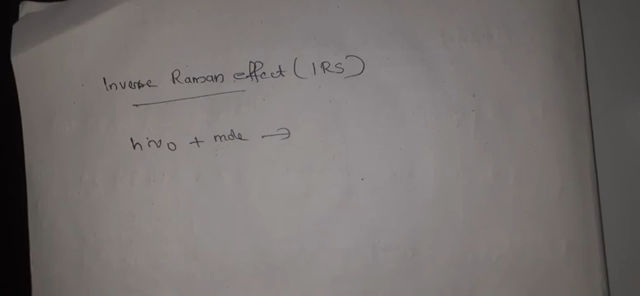 Inverse Raman effect (IRS)
hν0 + mole →